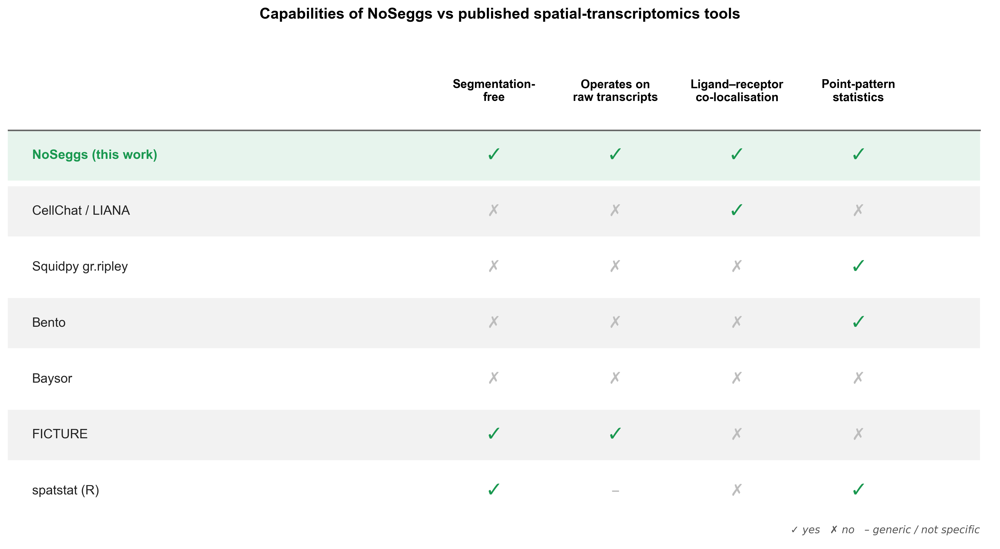 Capabilities of NoSeggs vs published spatial-transcriptomics tools
Segmentation-
free
Operates on
raw transcripts
Ligand–receptor
co-localisation
Point-pattern
statistics
NoSeggs (this work) ✓ ✓ ✓ ✓
CellChat / LIANA ✗ ✗ ✓ ✗
Squidpy gr.ripley ✗ ✗ ✗ ✓
Bento ✗ ✗ ✗ ✓
Baysor ✗ ✗ ✗ ✗
FICTURE ✓ ✓ ✗ ✗
spatstat (R) ✓ – ✗ ✓
✓ yes ✗ no – generic / not specific